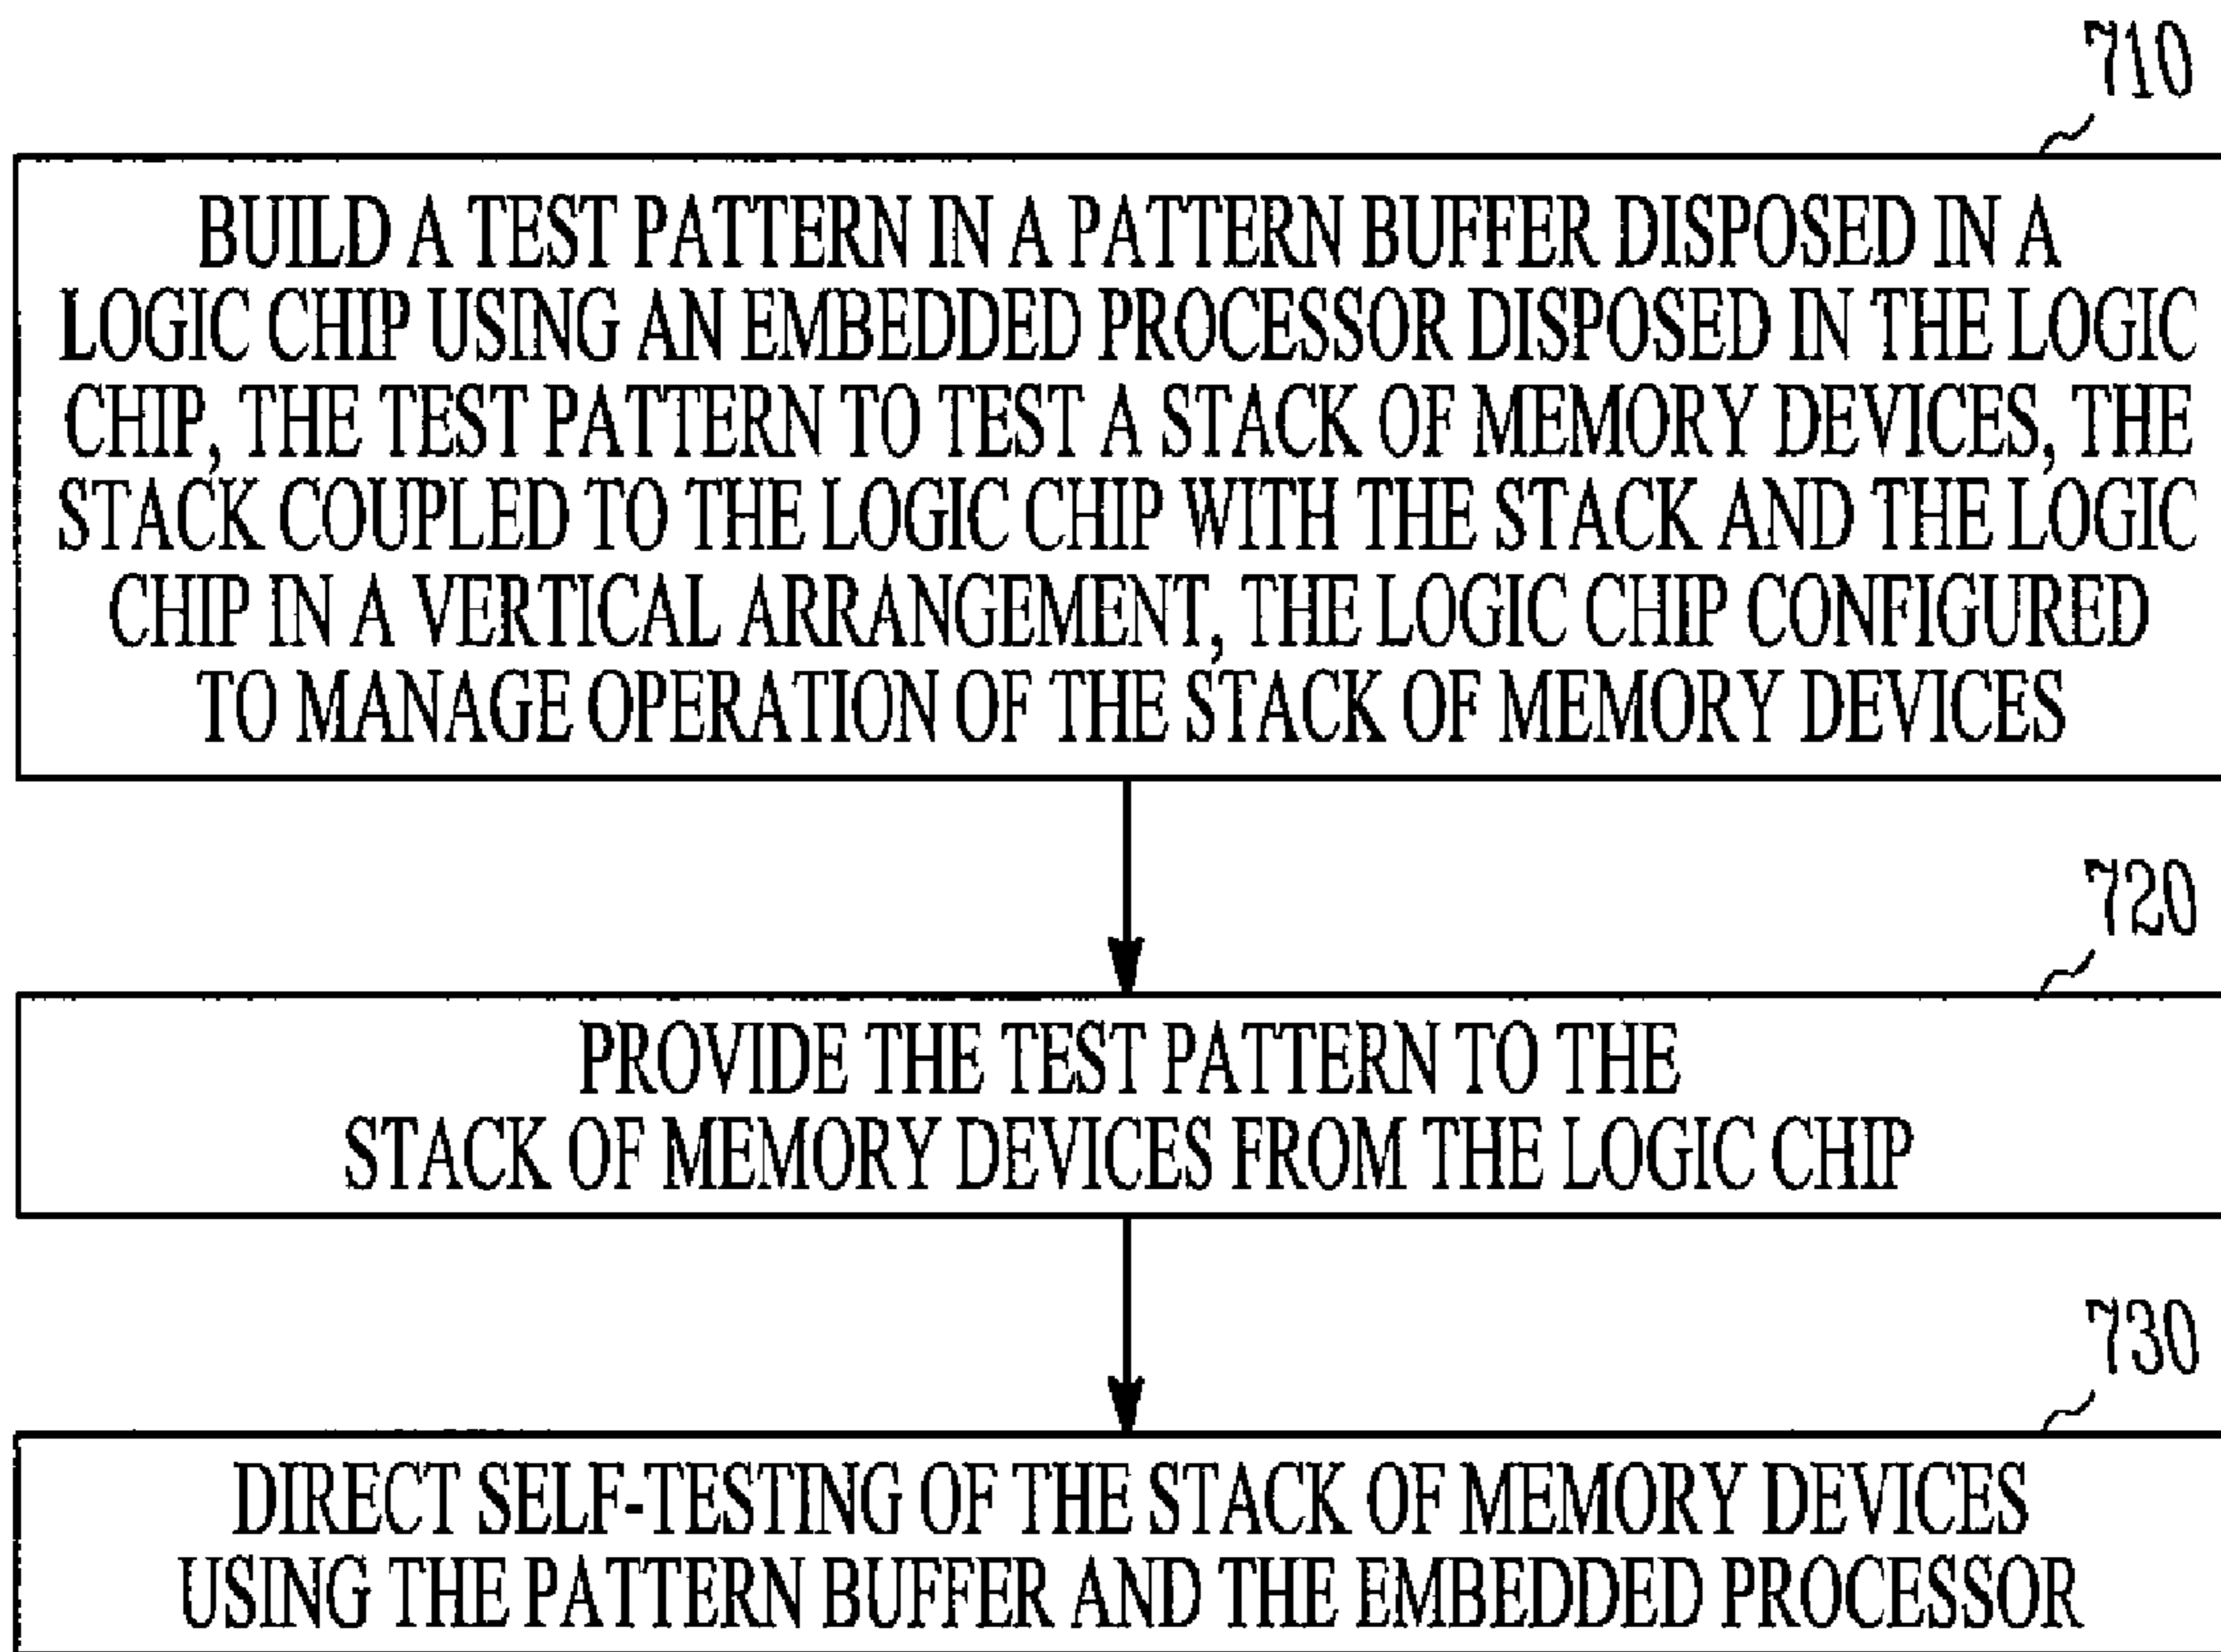 710
BUILD A TEST PATTERN IN A PATTERN BUFFER DISPOSED IN A
LOGIC CHIP USING AN EMBEDDED PROCESSOR DISPOSED IN THE LOGIC
CHIP, THE TEST PATTERN TO TEST A STACK OF MEMORY DEVICES, THE
STACK COUPLED TO THE LOGIC CHIP WITH THE STACK AND THE LOGIC
CHIP IN A VERTICAL ARRANGEMENT, THE LOGIC CHIP CONFIGURED
TO MANAGE OPERATION OF THE STACK OF MEMORY DEVICES
720
PROVIDE THE TEST PATTERN TO THE
STACK OF MEMORY DEVICES FROM THE LOGIC CHIP
730
DIRECT SELF-TESTING OF THE STACK OF MEMORY DEVICES
USING THE PATTERN BUFFER AND THE EMBEDDED PROCESSOR